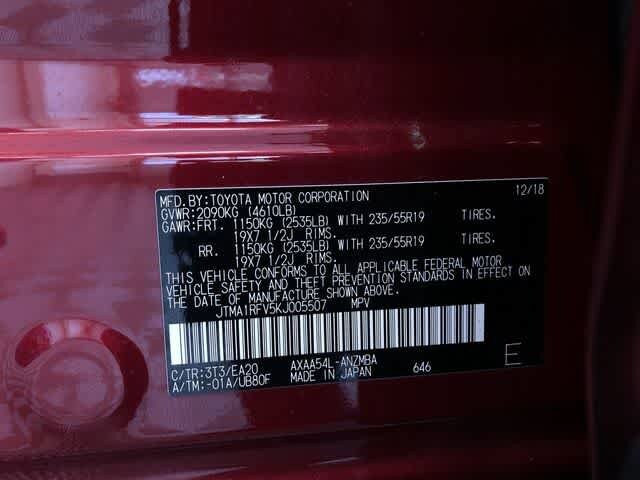 MFD.BY:TOYOTA MOTOR CORPORATION 12/18
GVWR:2090KG (4610LB)
GAWR:FRT. 1150KG (2535LB) WITH 235/55R19 TIRES.
19X7 1/2J RIMS.
RR. 1150KG (2535LB) WITH 235/55R19 TIRES.
19X7 1/2J RIMS.
THIS VEHICLE CONFORMS TO ALL APPLICABLE FEDERAL MOTOR
VEHICLE SAFETY AND THEFT PREVENTION STANDARDS IN EFFECT ON
THE DATE OF MANUFACTURE SHOWN ABOVE.
JTMA1RFV5KJ005507 MPV
C/TR:3T3/EA20 AXAA54L-ANZMBA
A/TM:-01A/UB80F MADE IN JAPAN 646 E